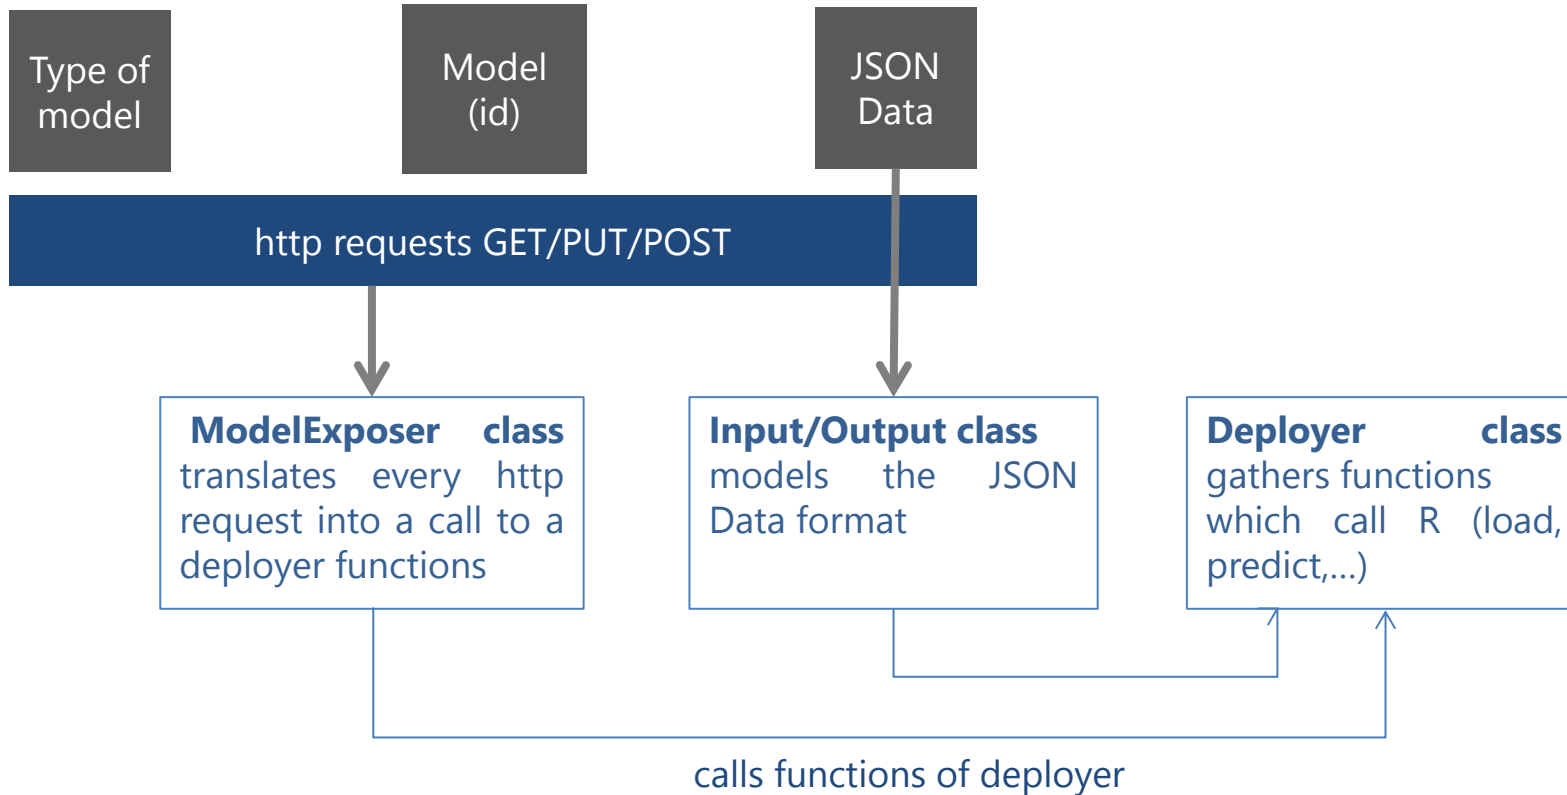 Type of
model
Model
(id)
JSON
Data
http requests GET/PUT/POST
ModelExposer class
translates every http
request into a call to a
deployer functions
Input/Output class
models the JSON
Data format
Deployer class
gathers functions
which call R (load,
predict,...)
calls functions of deployer